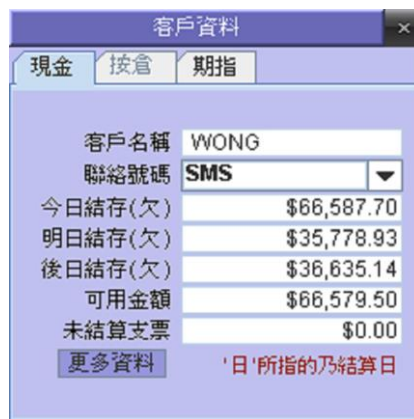 客戶資料
現金 按倉 期指
客戶名稱 WONG
聯絡號碼 SMS
今日結存(欠) $66,587.70
明日結存(欠) $35,778.93
後日結存(欠) $36,635.14
可用金額 $66,579.50
未結算支票 $0.00
更多資料 '日'所指的乃結算日